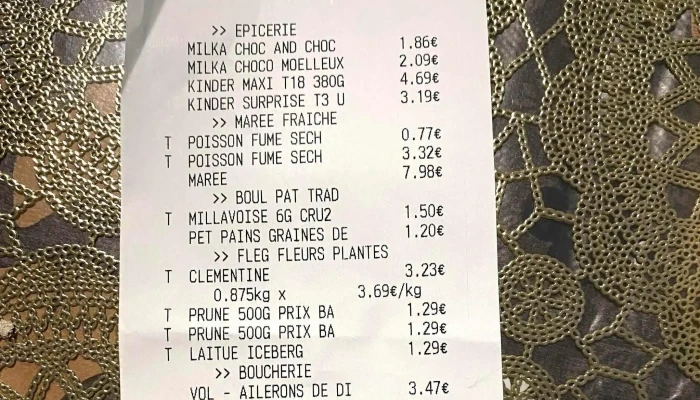 >> EPICERIE
MILKA CHOC AND CHOC 1.86€
MILKA CHOCO MOELLEUX 2.09€
KINDER MAXI T18 380G 4.69€
KINDER SURPRISE T3 U 3.19€
>> MAREE FRAICHE
T POISSON FUME SECH 0.77€
T POISSON FUME SECH 3.32€
MAREE 7.98€
>> BOUL PAT TRAD
T MILLAVOISE 6G CRU2 1.50€
PET PAINS GRAINES DE 1.20€
>> FLEG FLEURS PLANTES
T CLEMENTINE 3.23€
0.875kg x 3.69€/kg
T PRUNE 500G PRIX BA 1.29€
T PRUNE 500G PRIX BA 1.29€
T LAITUE ICEBERG 1.29€
>> BOUCHERIE
VOL - AILERONS DE DI 3.47€